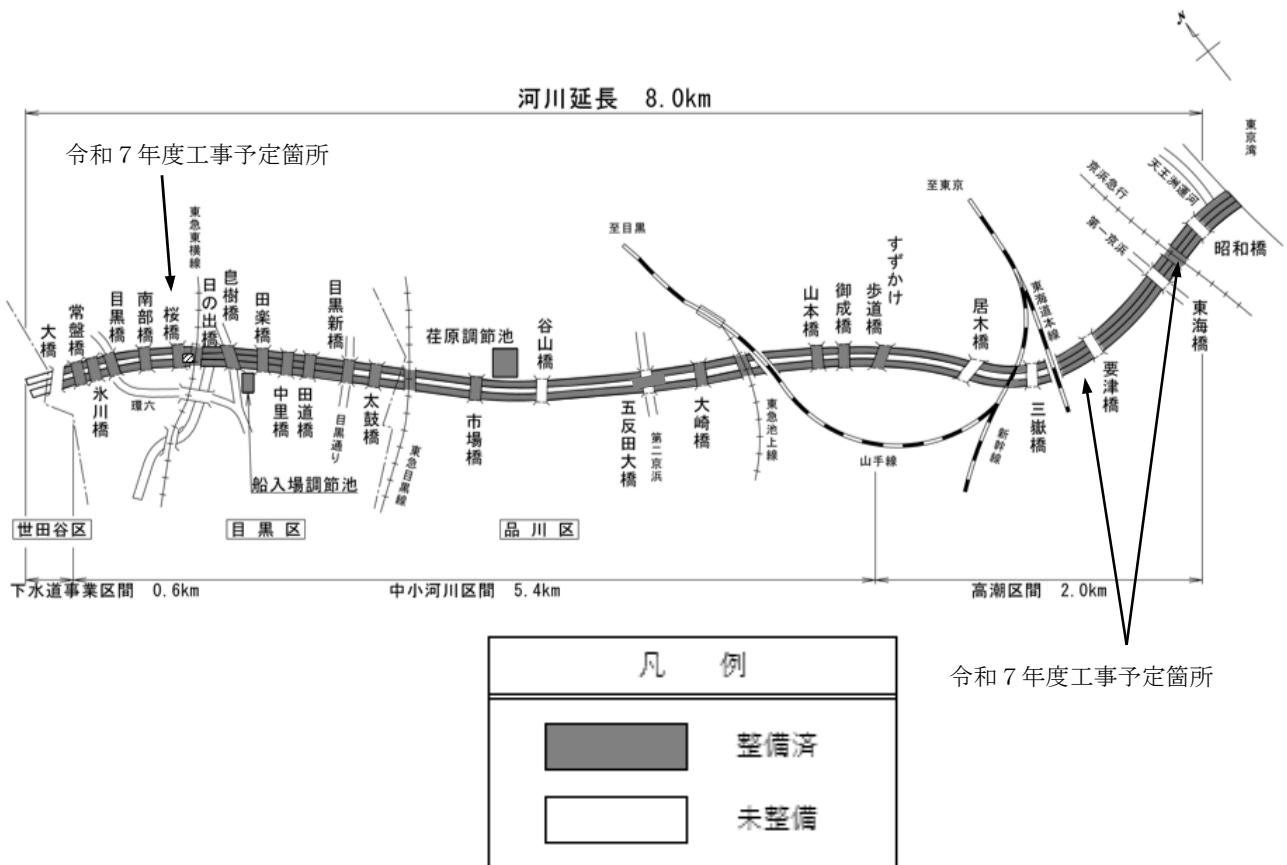 河川延長 8.0km
令和７年度工事予定箇所
東京湾
天王洲運河
京浜急行
第一京浜
昭和橋
東海橋
至東京
至目黒
東急東横線
大橋
常盤橋
氷川橋
目黒橋
南部橋
桜橋
日の出橋
田楽橋
中里橋
田道橋
目黒新橋
目黒通り
太鼓橋
東急目黒線
環六
船入場調節池
荏原調節池
市場橋
谷山橋
五反田大橋
第二京浜
大崎橋
東急池上線
山本橋
御成橋
すずかけ
歩道橋
山手線
居木橋
新幹線
東海道本線
三嶽橋
要津橋
世田谷区
目黒区
品川区
下水道事業区間 0.6km
中小河川区間 5.4km
高潮区間 2.0km
令和７年度工事予定箇所
凡 例
整備済
未整備